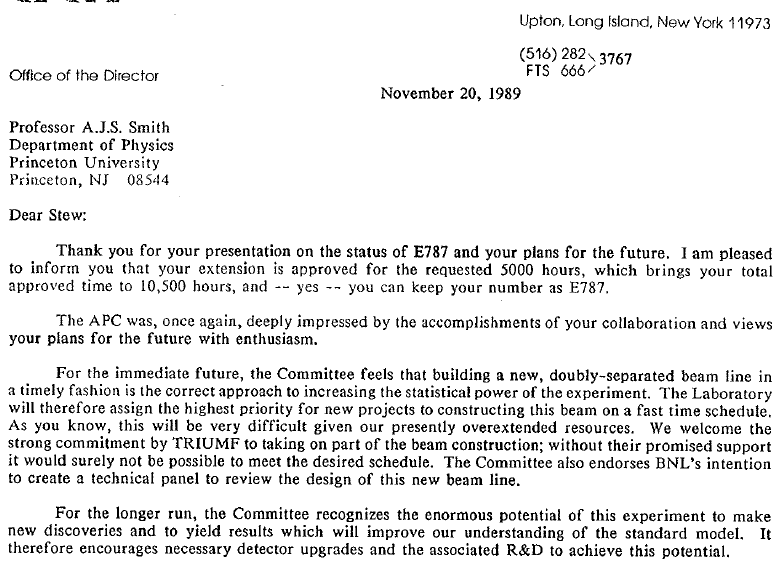 Upton, Long Island, New York 11973
(516) 282 3767
FTS 666
Office of the Director
November 20, 1989
Professor A.J.S. Smith
Department of Physics
Princeton University
Princeton, NJ 08544
Dear Stew:
Thank you for your presentation on the status of E787 and your plans for the future. I am pleased
to inform you that your extension is approved for the requested 5000 hours, which brings your total
approved time to 10,500 hours, and -- yes -- you can keep your number as E787.
The APC was, once again, deeply impressed by the accomplishments of your collaboration and views
your plans for the future with enthusiasm.
For the immediate future, the Committee feels that building a new, doubly-separated beam line in
a timely fashion is the correct approach to increasing the statistical power of the experiment. The Laboratory
will therefore assign the highest priority for new projects to constructing this beam on a fast time schedule.
As you know, this will be very difficult given our presently overextended resources. We welcome the
strong commitment by TRIUMF to taking on part of the beam construction; without their promised support
it would surely not be possible to meet the desired schedule. The Committee also endorses BNL's intention
to create a technical panel to review the design of this new beam line.
For the longer run, the Committee recognizes the enormous potential of this experiment to make
new discoveries and to yield results which will improve our understanding of the standard model. It
therefore encourages necessary detector upgrades and the associated R&D to achieve this potential.